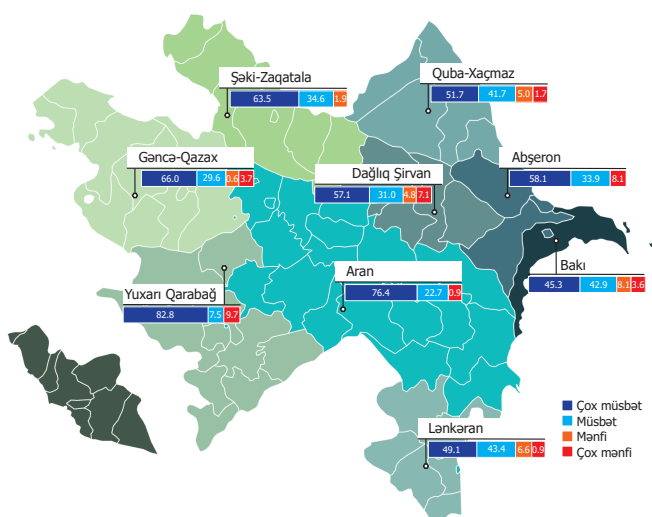 Şəki-Zaqatala
63.5 34.6 1.9
Quba-Xaçmaz
51.7 41.7 5.0 1.7
Gəncə-Qazax
66.0 29.6 0.6 3.7
Dağlıq Şirvan
57.1 31.0 4.8 7.1
Abşeron
58.1 33.9 8.1
Bakı
45.3 42.9 8.1 3.6
Aran
76.4 22.7 0.9
Yuxarı Qarabağ
82.8 7.5 9.7
Lənkəran
49.1 43.4 6.6 0.9
Çox müsbət
Müsbət
Mənfi
Çox mənfi